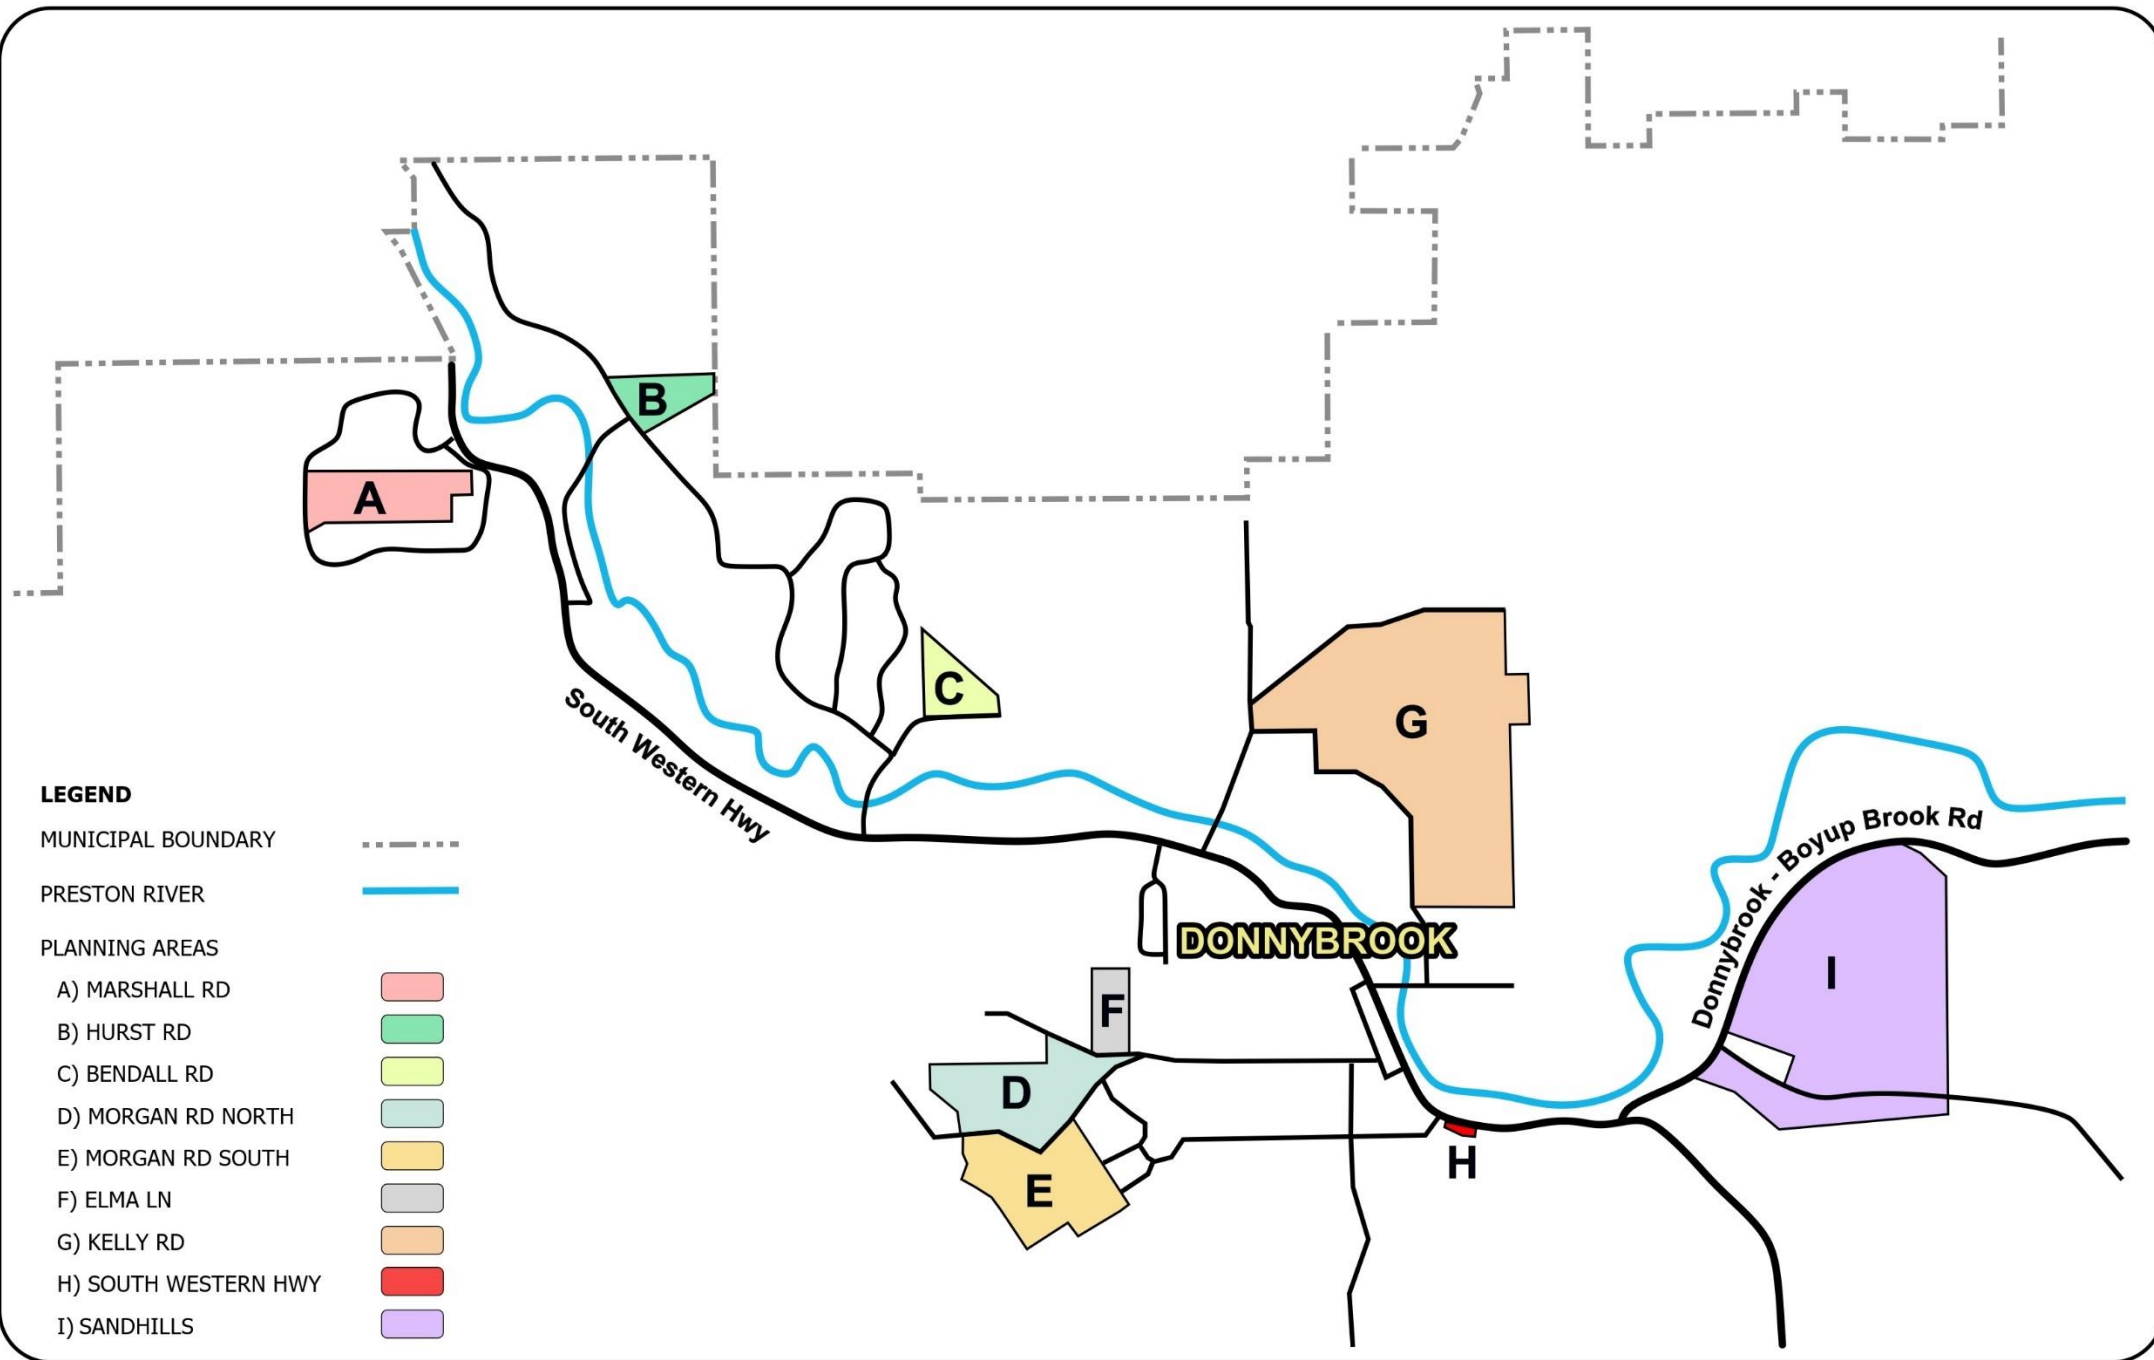 B
A
C
G
South Western Hwy
Donnybrook - Boyup Brook Rd
DONNYBROOK
I
F
D
H
E
LEGEND
MUNICIPAL BOUNDARY
PRESTON RIVER
PLANNING AREAS
A) MARSHALL RD
B) HURST RD
C) BENDALL RD
D) MORGAN RD NORTH
E) MORGAN RD SOUTH
F) ELMA LN
G) KELLY RD
H) SOUTH WESTERN HWY
I) SANDHILLS